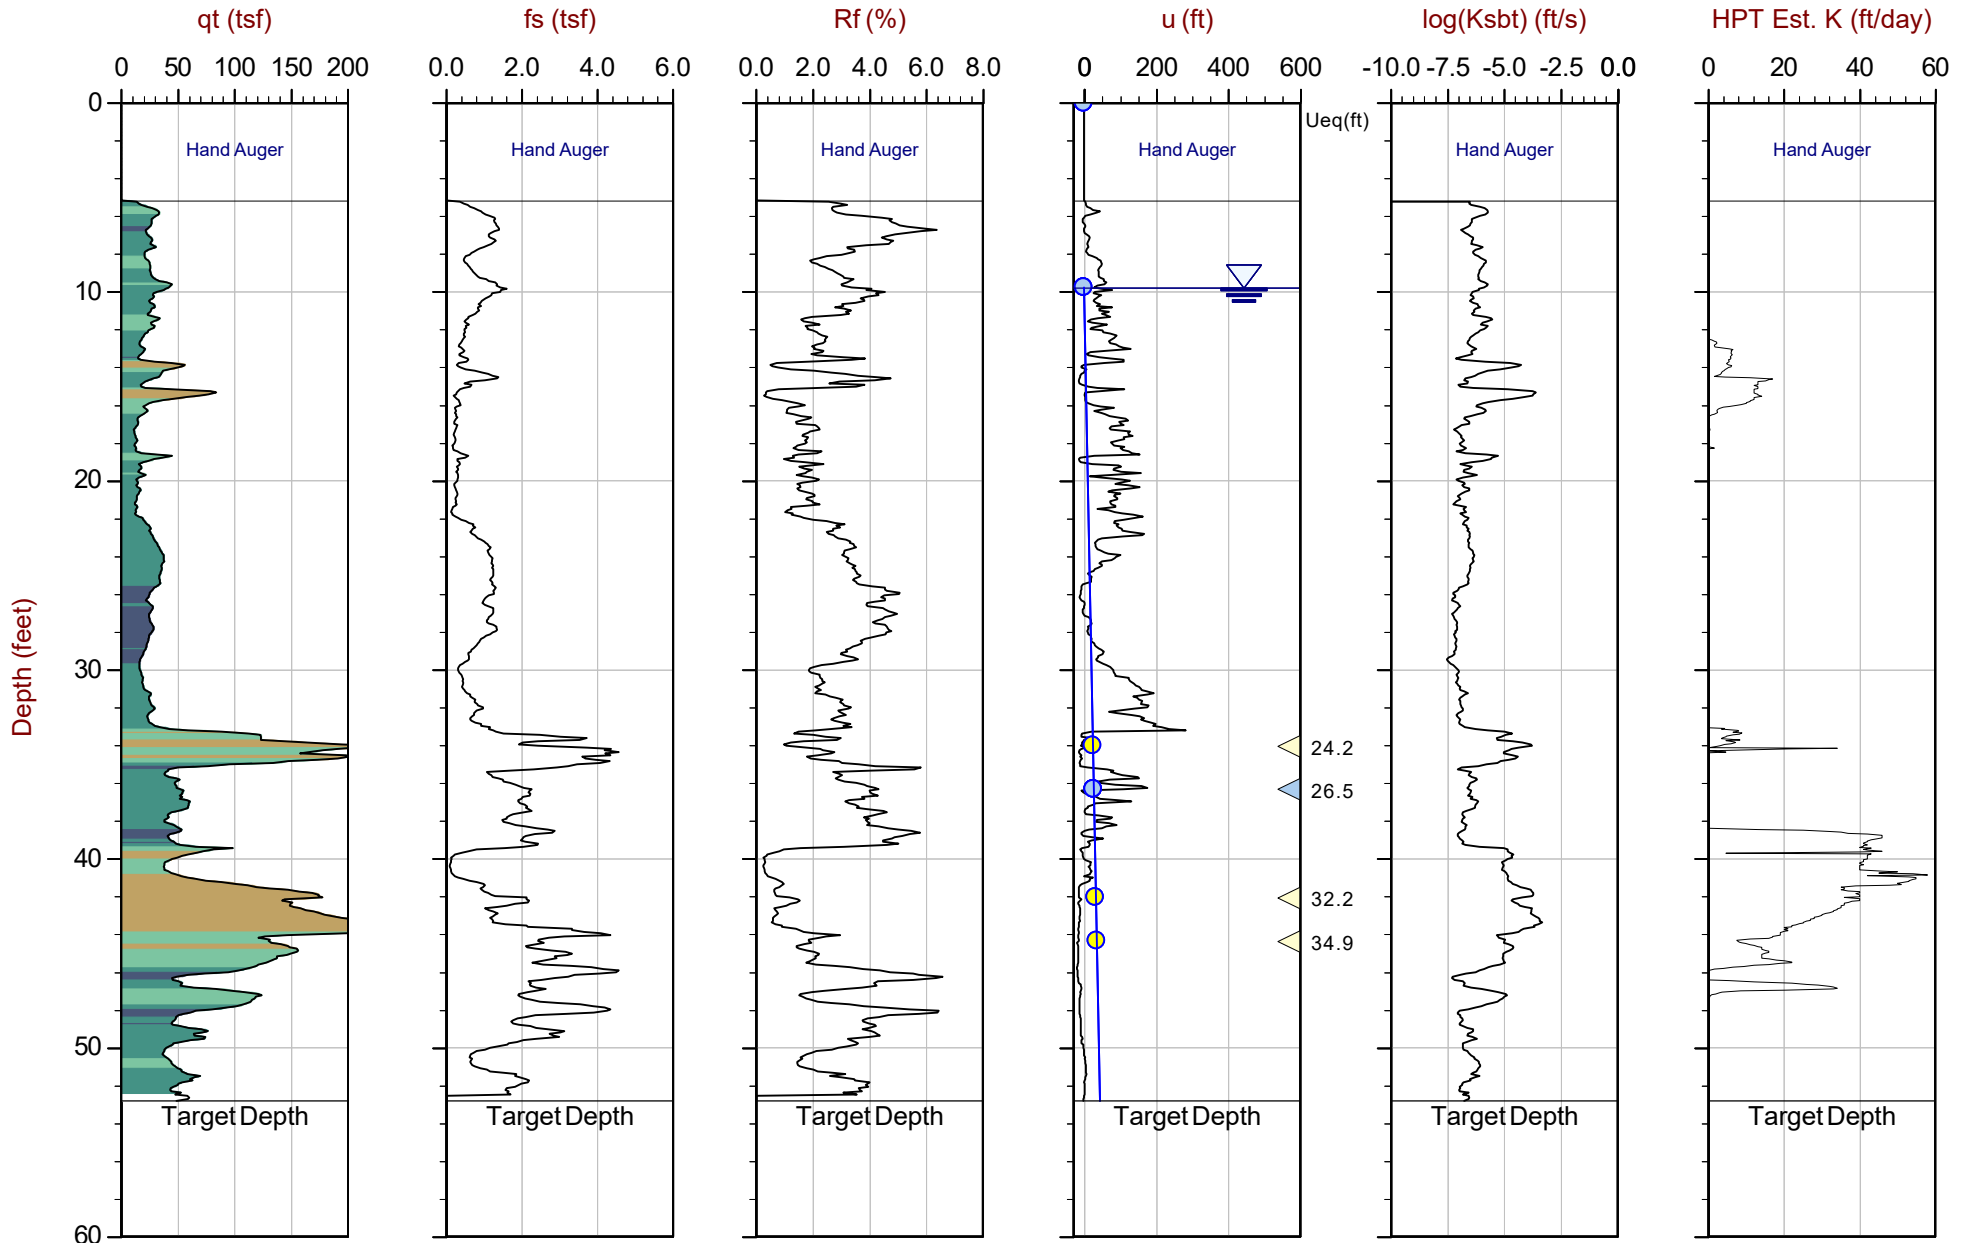 qt (tsf) fs (tsf) Rf (%) u (ft) log(Ksbt) (ft/s) HPT Est. K (ft/day)
0 50 100 150 200 0.0 2.0 4.0 6.0 0.0 2.0 4.0 6.0 8.0 0 200 400 600 -10.0 -7.5 -5.0 -2.5 0.0 0 20 40 60
0
Ueq(ft)
Hand Auger Hand Auger Hand Auger Hand Auger Hand Auger Hand Auger
10
20
30
Depth (feet)
24.2
26.5
40
32.2
34.9
50
Target Depth Target Depth Target Depth Target Depth Target Depth Target Depth
60